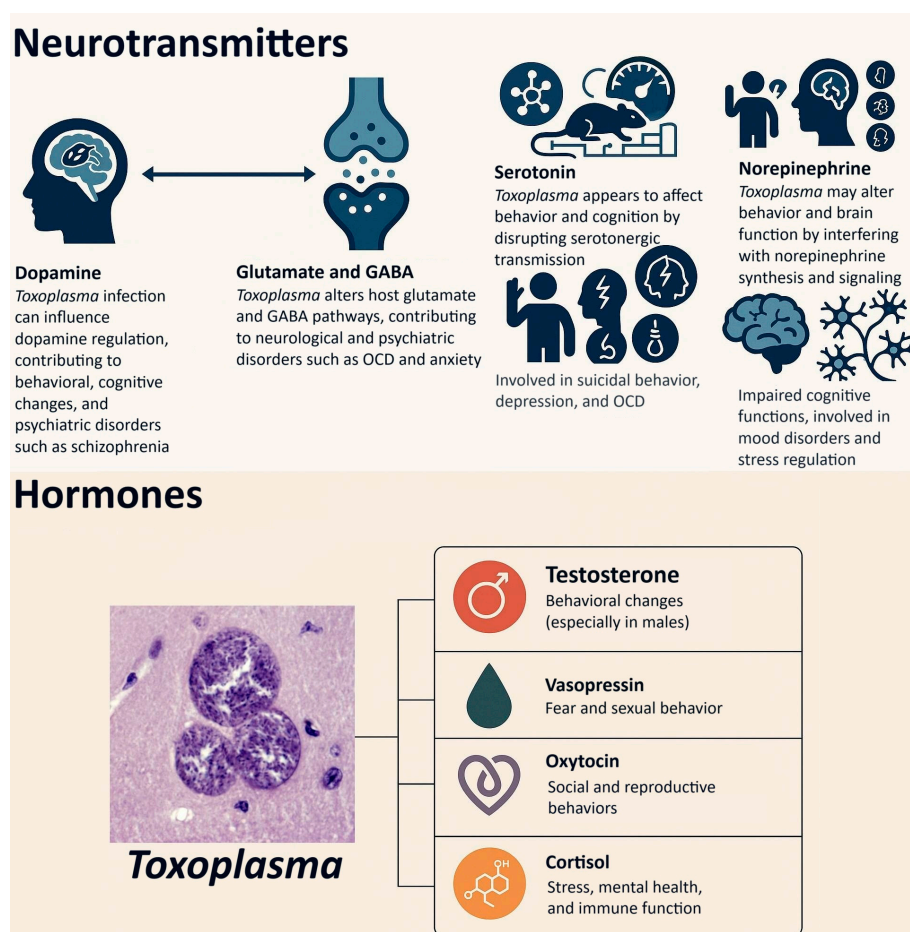 Neurotransmitters
Dopamine
Toxoplasma infection
can influence
dopamine regulation,
contributing to
behavioral, cognitive
changes, and
psychiatric disorders
such as schizophrenia
Glutamate and GABA
Toxoplasma alters host glutamate
and GABA pathways, contributing
to neurological and psychiatric
disorders such as OCD and anxiety
Serotonin
Toxoplasma appears to affect
behavior and cognition by
disrupting serotonergic
transmission
Involved in suicidal behavior,
depression, and OCD
Norepinephrine
Toxoplasma may alter
behavior and brain
function by interfering
with norepinephrine
synthesis and signaling
Impaired cognitive
functions, involved in
mood disorders and
stress regulation
Hormones
Toxoplasma
Testosterone
Behavioral changes
(especially in males)
Vasopressin
Fear and sexual behavior
Oxytocin
Social and reproductive
behaviors
OH
O
Cortisol
Stress, mental health,
and immune function